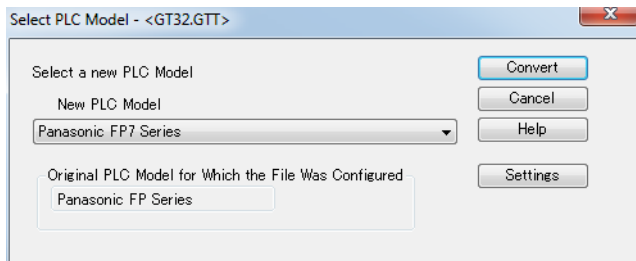 Select PLC Model - <GT32.GTT>
Select a new PLC Model
Convert
New PLC Model
Cancel
Panasonic FP7 Series
Help
Original PLC Model for Which the File Was Configured
Settings
Panasonic FP Series